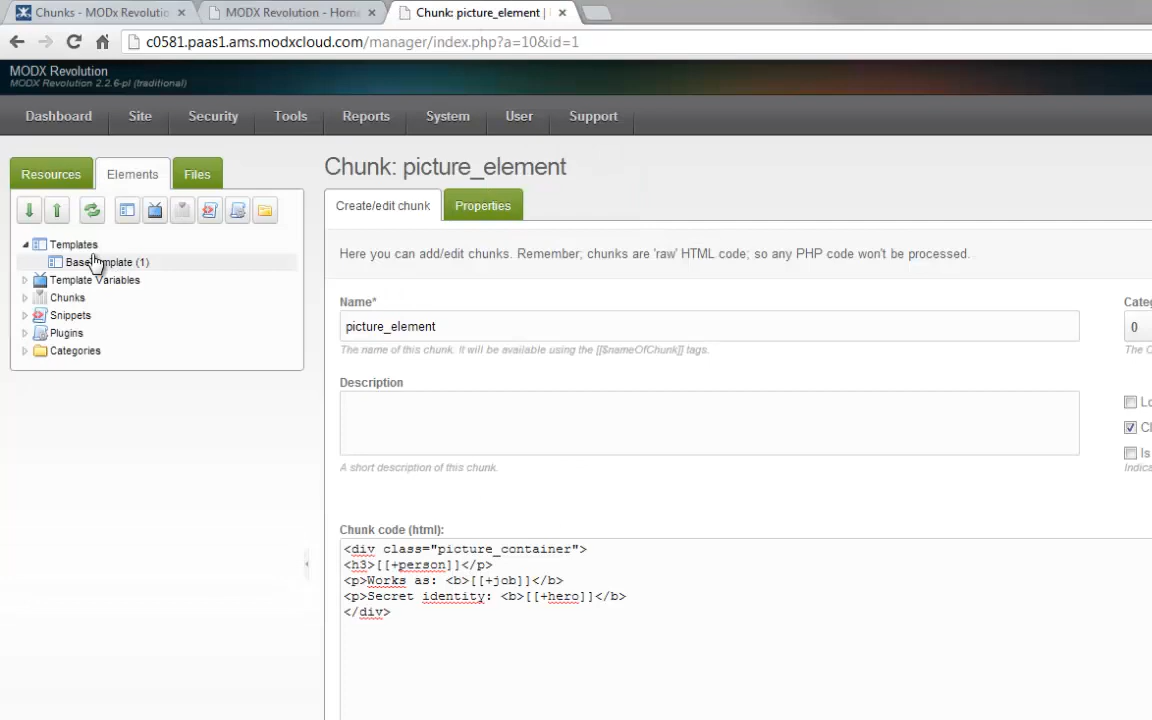 Chunks - MODx Revolutio
MODX Revolution - Hom
Chunk: picture_element |
c0581.paas1.ams.modxcloud.com/manager/index.php?a=10&id=1
MODX Revolution
MODX Revolution 2.2.6-pl (traditional)
Dashboard Site Security Tools Reports System User Support
Resources Elements Files
Templates
(1)
Template Variables
Chunks
Snippets
Plugins
Categories
Chunk: picture_element
Create/edit chunk Properties
Here you can add/edit chunks. Remember; chunks are 'raw' HTML code; so any PHP code won't be processed.
Name*
picture_element
The name of this chunk. It will be available using the [[$nameOfChunk]] tags.
Description
A short description of this chunk.
Chunk code (html):
<div class="picture_container">
<h3>[[+person]]</p>
<p>Works as: <b>[[+job]]</b>
<p>Secret identity: <b>[[+hero]]</b>
</div>
Categ
0
The C
Lo
Cl
Is
Indica